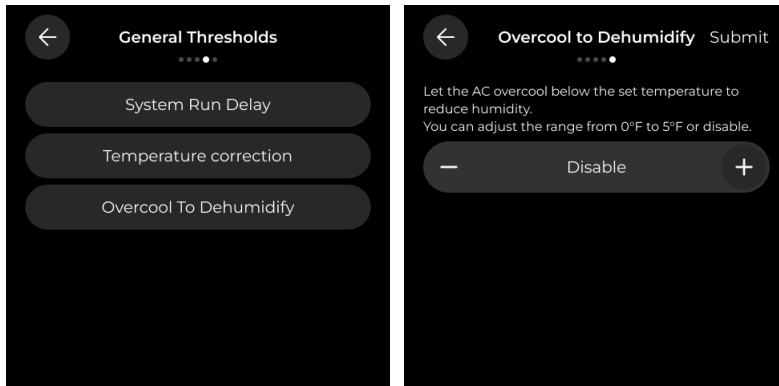 General Thresholds
System Run Delay
Temperature correction
Overcool To Dehumidify
Overcool to Dehumidify Submit
Let the AC overcool below the set temperature to
reduce humidity.
You can adjust the range from 0°F to 5°F or disable.
Disable